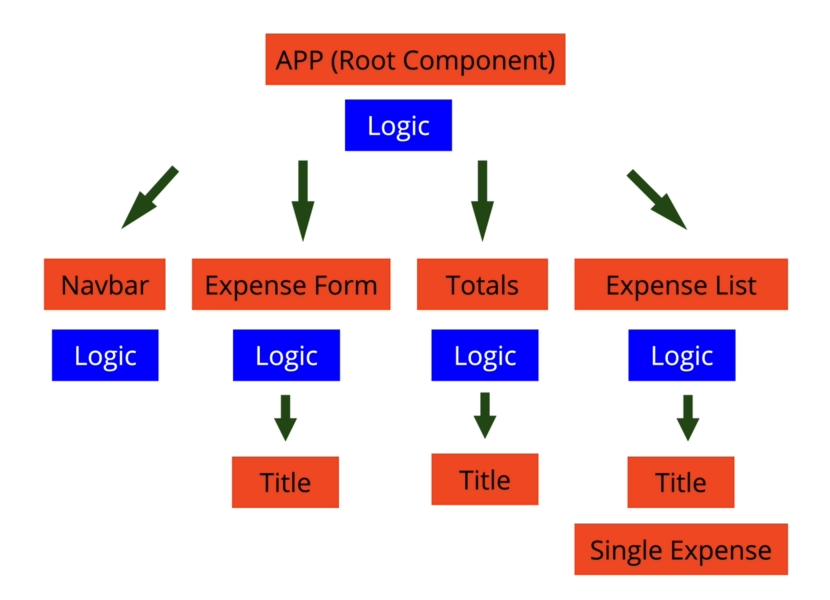 APP (Root Component)
Logic
Navbar
Expense Form
Totals
Expense List
Logic
Logic
Logic
Logic
Title
Title
Title
Single Expense